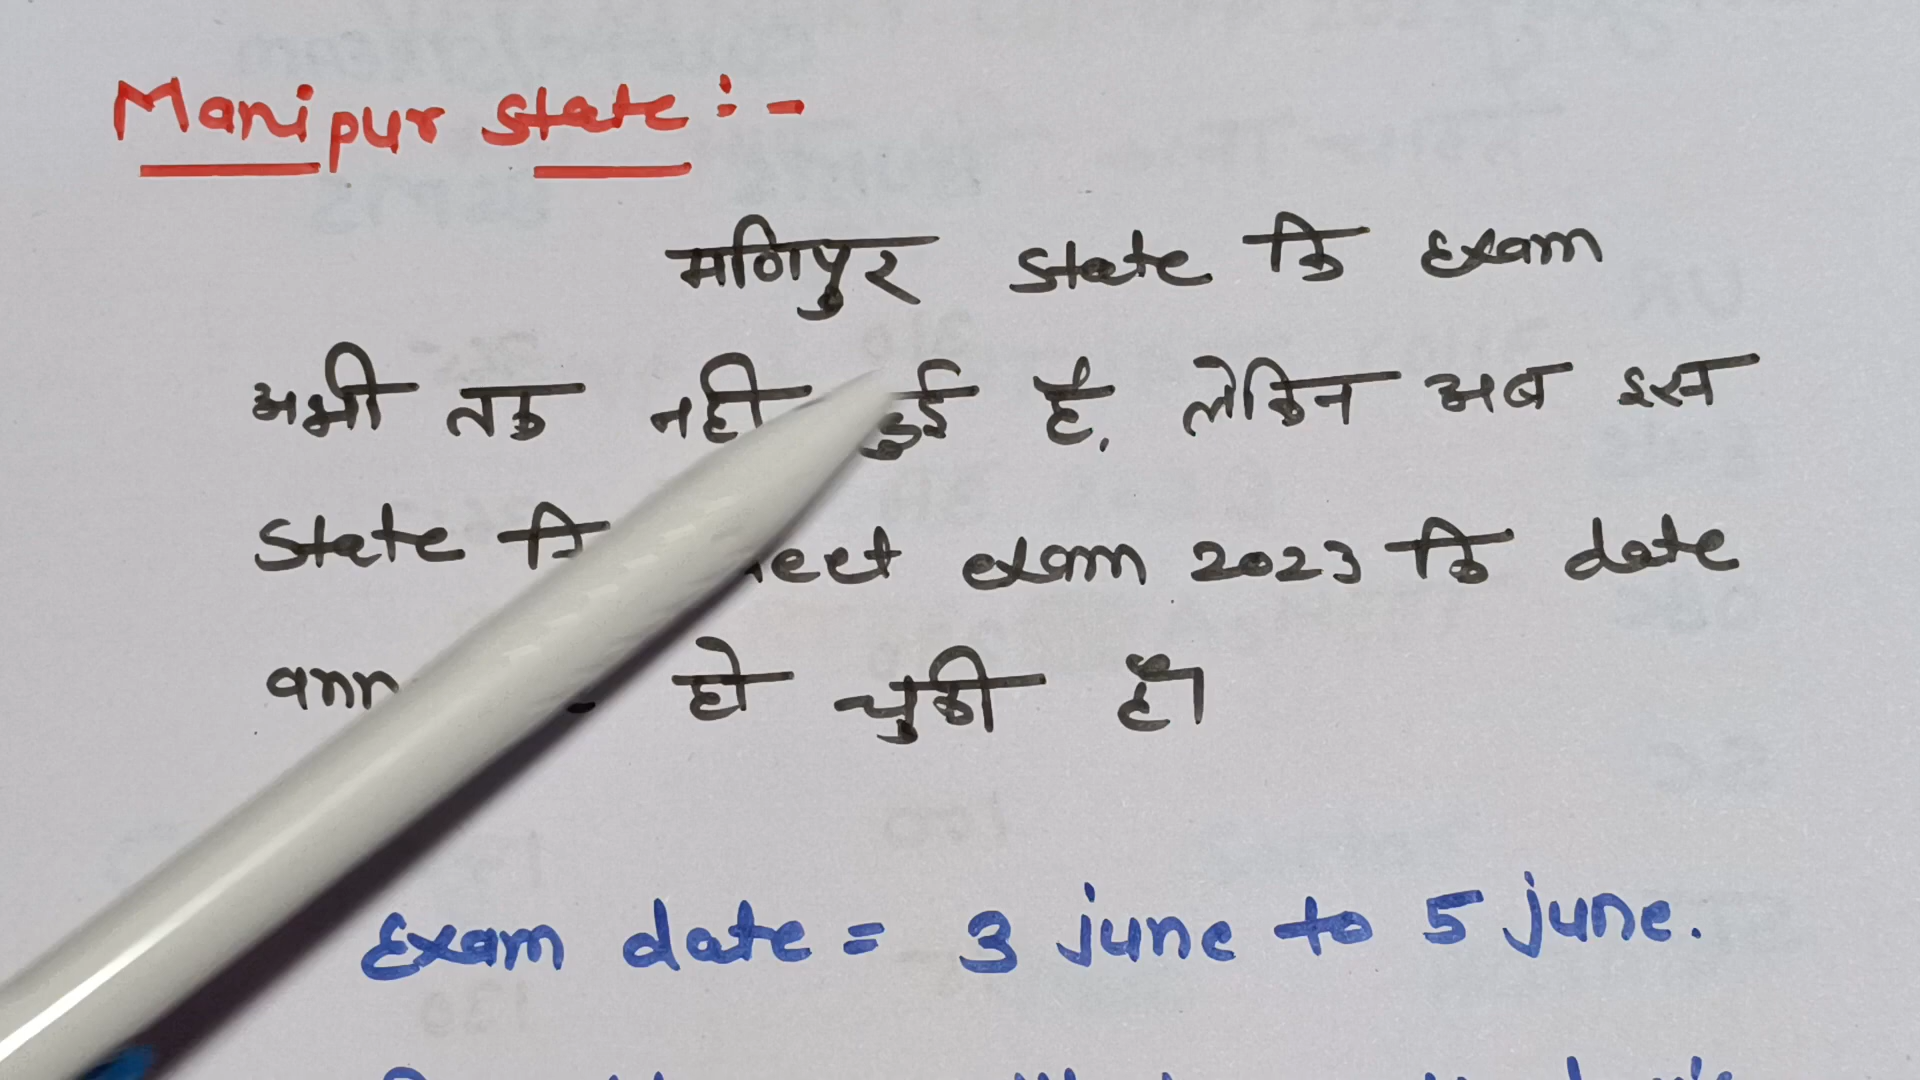 Manipur state:-
मणिपुर state कि Exam
अभी तक नही हुई है, लेकिन अब इस
state कि neet exam 2023 कि date
हो चुकी है।
Exam date = 3 june to 5 june.